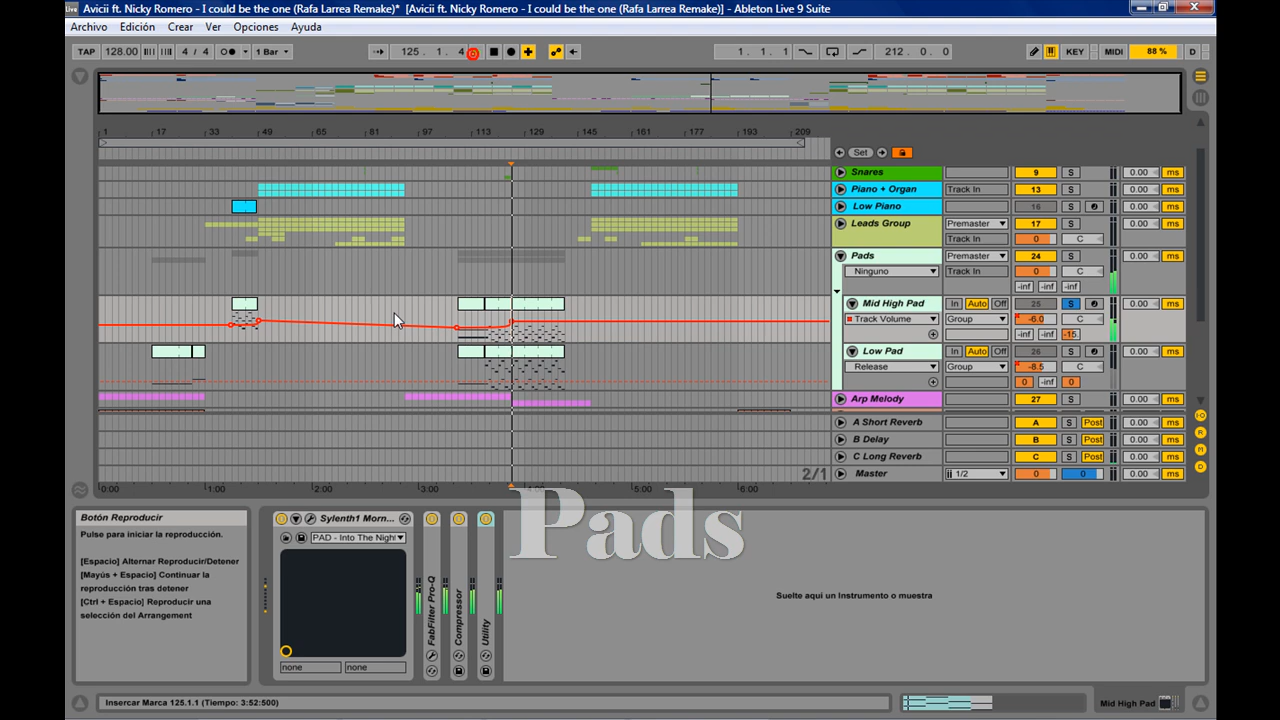 Avicii ft. Nicky Romero - I could be the one (Rafa Larrea Remake)* [Avicii ft. Nicky Romero - I could be the one (Rafa Larrea Remake)] - Ableton Live 9 Suite
Archivo Edición Crear Ver Opciones Ayuda
TAP 128.00 4 / 4 1 Bar 125. 1. 4 1. 1. 1 212. 0. 0 KEY MIDI 88 % D
1 17 33 49 65 81 97 113 129 145 161 177 193 209
Set
Snares 9 S 0.00 ms
Piano + Organ Track In 13 S 0.00 ms
Low Piano 16 S 0.00 ms
Leads Group Premaster 17 S 0.00 ms
Track In 0 C
Pads Premaster 24 S 0.00 ms
Ninguno Track In 0 C
-inf -inf -inf
Mid High Pad In Auto Off 25 S 0.00 ms
Track Volume Group -6.0 C
-inf -inf -15.
Low Pad In Auto Off 26 S 0.00 ms
Release Group -8.5 C
0 -inf 0
Arp Melody 27 S 0.00 ms
A Short Reverb A S Post 0.00 ms
B Delay B S Post 0.00 ms
C Long Reverb C S Post 0.00 ms
2/1 Master 1/2 0 0 0.00 ms
0:00 1:00 2:00 3:00 4:00 5:00 6:00
Pads
Botón Reproducir
Pulse para iniciar la reproducción.
[Espacio] Alternar Reproducir/Detener
[Mayús + Espacio] Continuar la
reproducción tras detener
[Ctrl + Espacio] Reproducir una
selección del Arrangement
Sylenth1 Morn...
PAD - Into The Nigh
none none
FabFilter Pro-Q
Compressor
Utility
Suelte aquí un Instrumento o muestra
Insercar Marca 125.1.1 (Tiempo: 3:52:500)
Mid High Pad